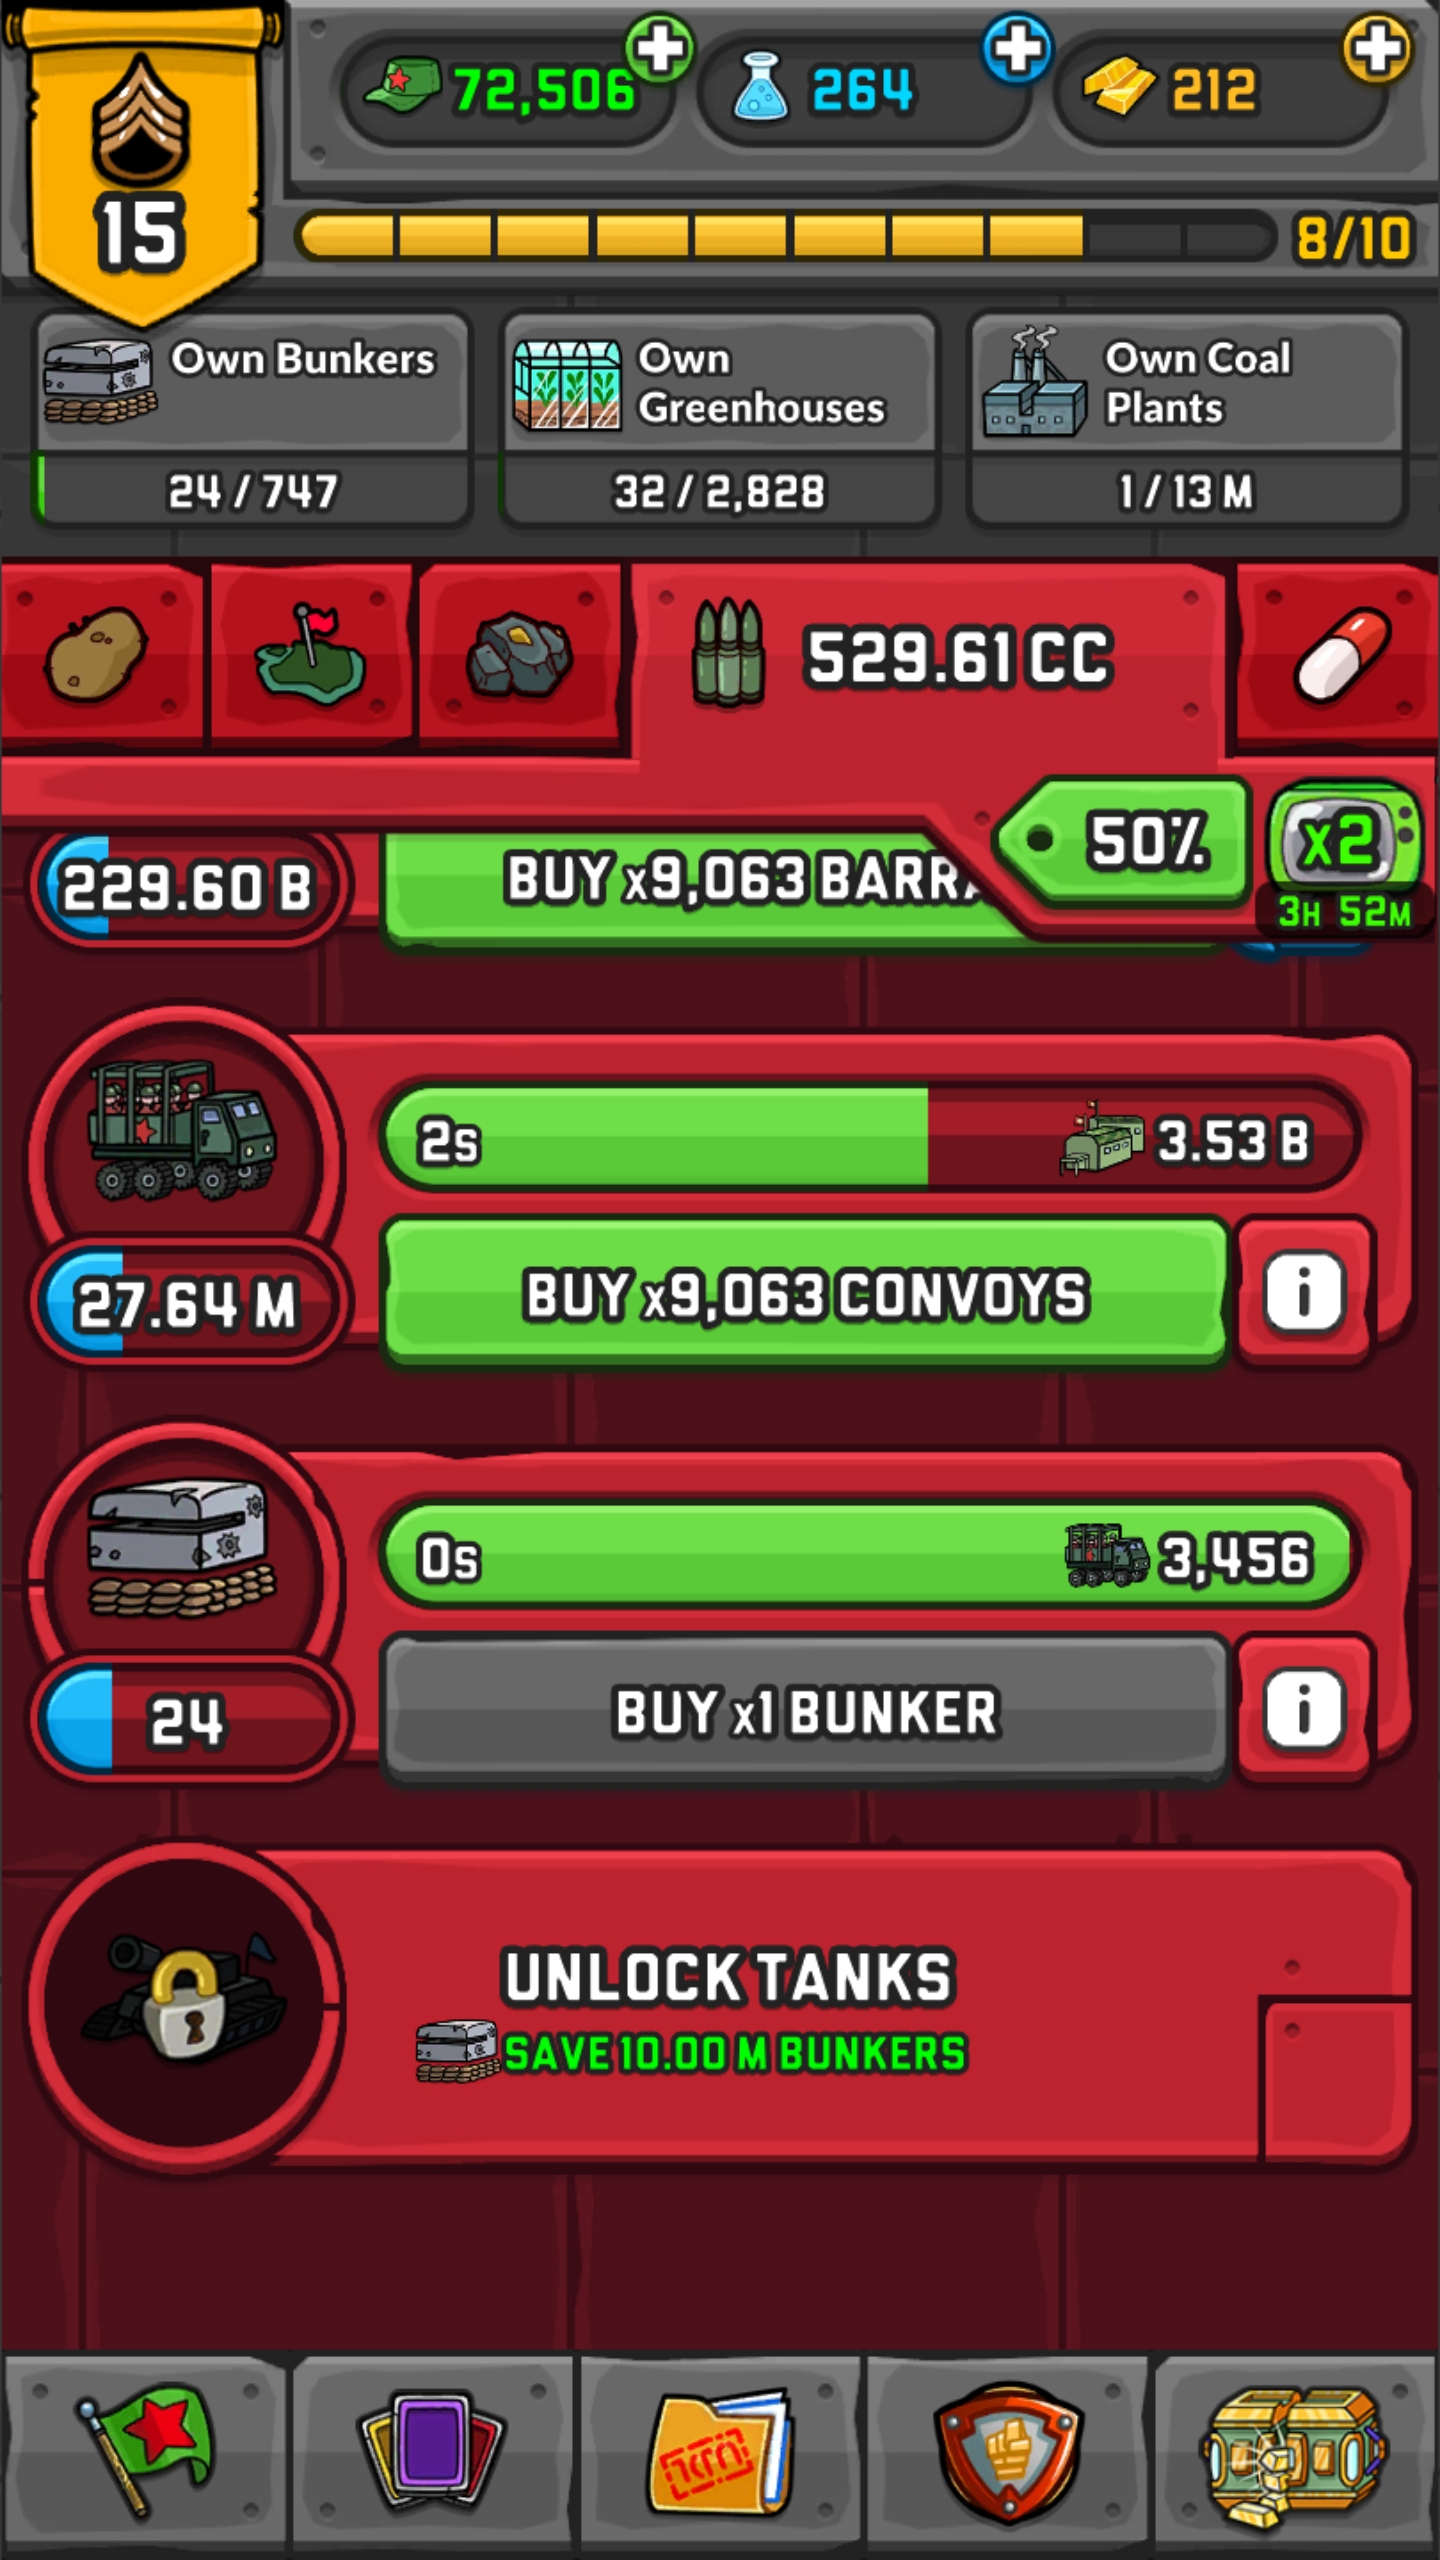 72,506
264
212
15
8/10
Own Bunkers
24 / 747
Own
Greenhouses
32 / 2,828
Own Coal
Plants
1 / 13 M
529.61 CC
50%
x2
3H 52M
229.60 B
BUY x9,063
2s
3.53 B
27.64 M
BUY x9,063 CONVOYS
i
0s
3,456
24
BUY x1 BUNKER
i
UNLOCK TANKS
SAVE 10.00 M BUNKERS